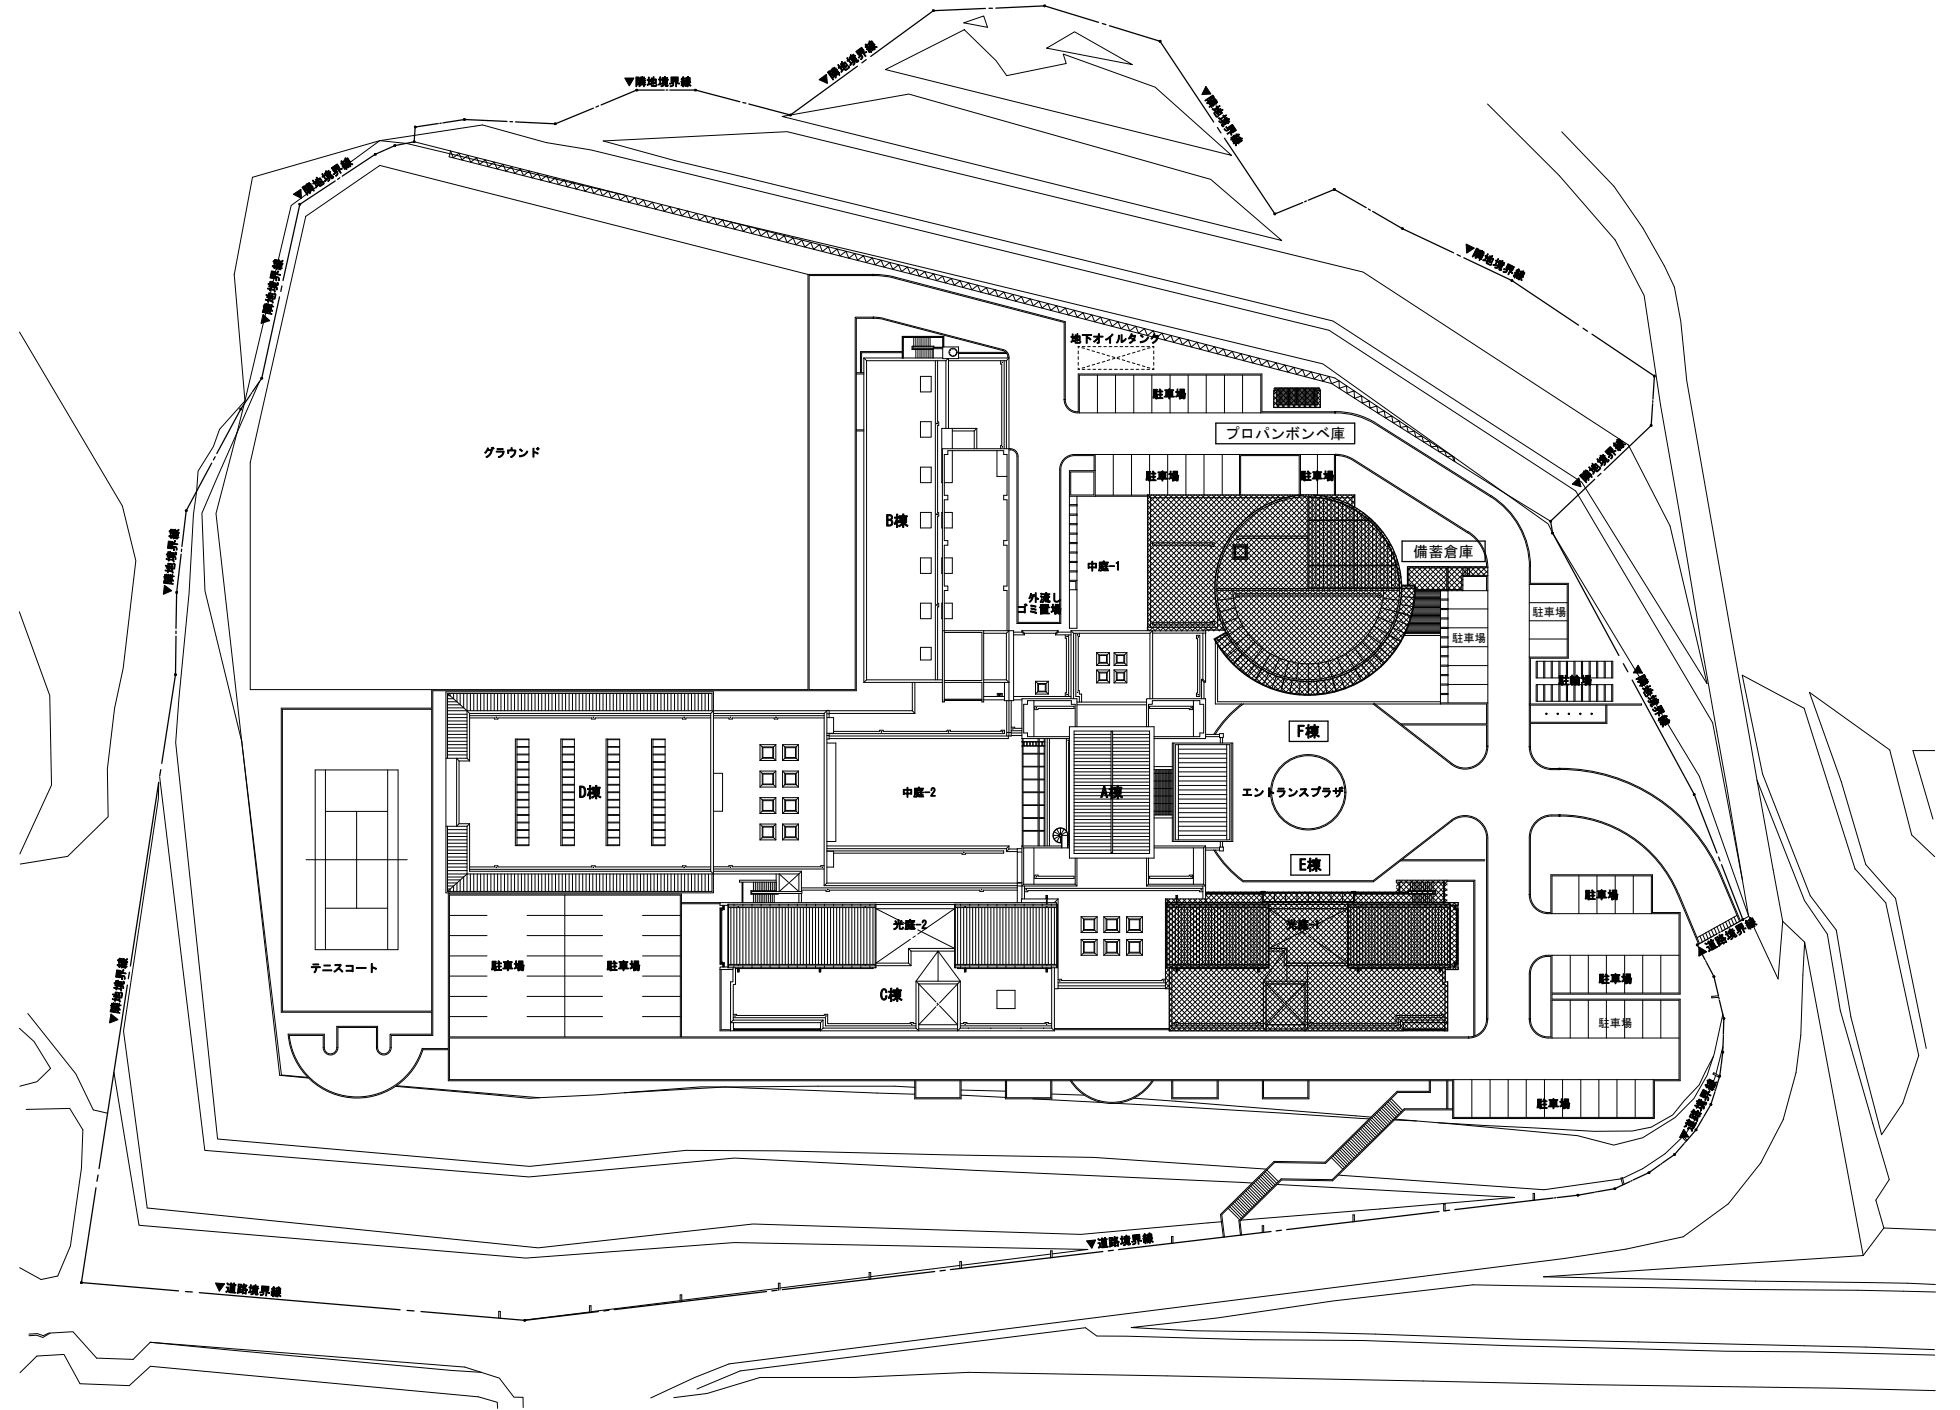 ▼隣地境界線
▼隣地境界線
▼隣地境界線
▼隣地境界線
▼隣地境界線
▼隣地境界線
地下オイルタンク
駐車場
プロパンボンベ庫
グラウンド
駐車場
駐車場
▼隣地境界線
B棟
▼隣地境界線
備蓄倉庫
中庭-1
外流し
ゴミ置場
駐車場
駐車場
駐輪場
▼隣地境界線
F棟
D棟
中庭-2
A棟
エントランスプラザ
E棟
駐車場
光庭-2
光庭-1
▲道路境界線
テニスコート
駐車場
駐車場
駐車場
▼隣地境界線
C棟
駐車場
駐車場
▼道路境界線
▼道路境界線
▼道路境界線